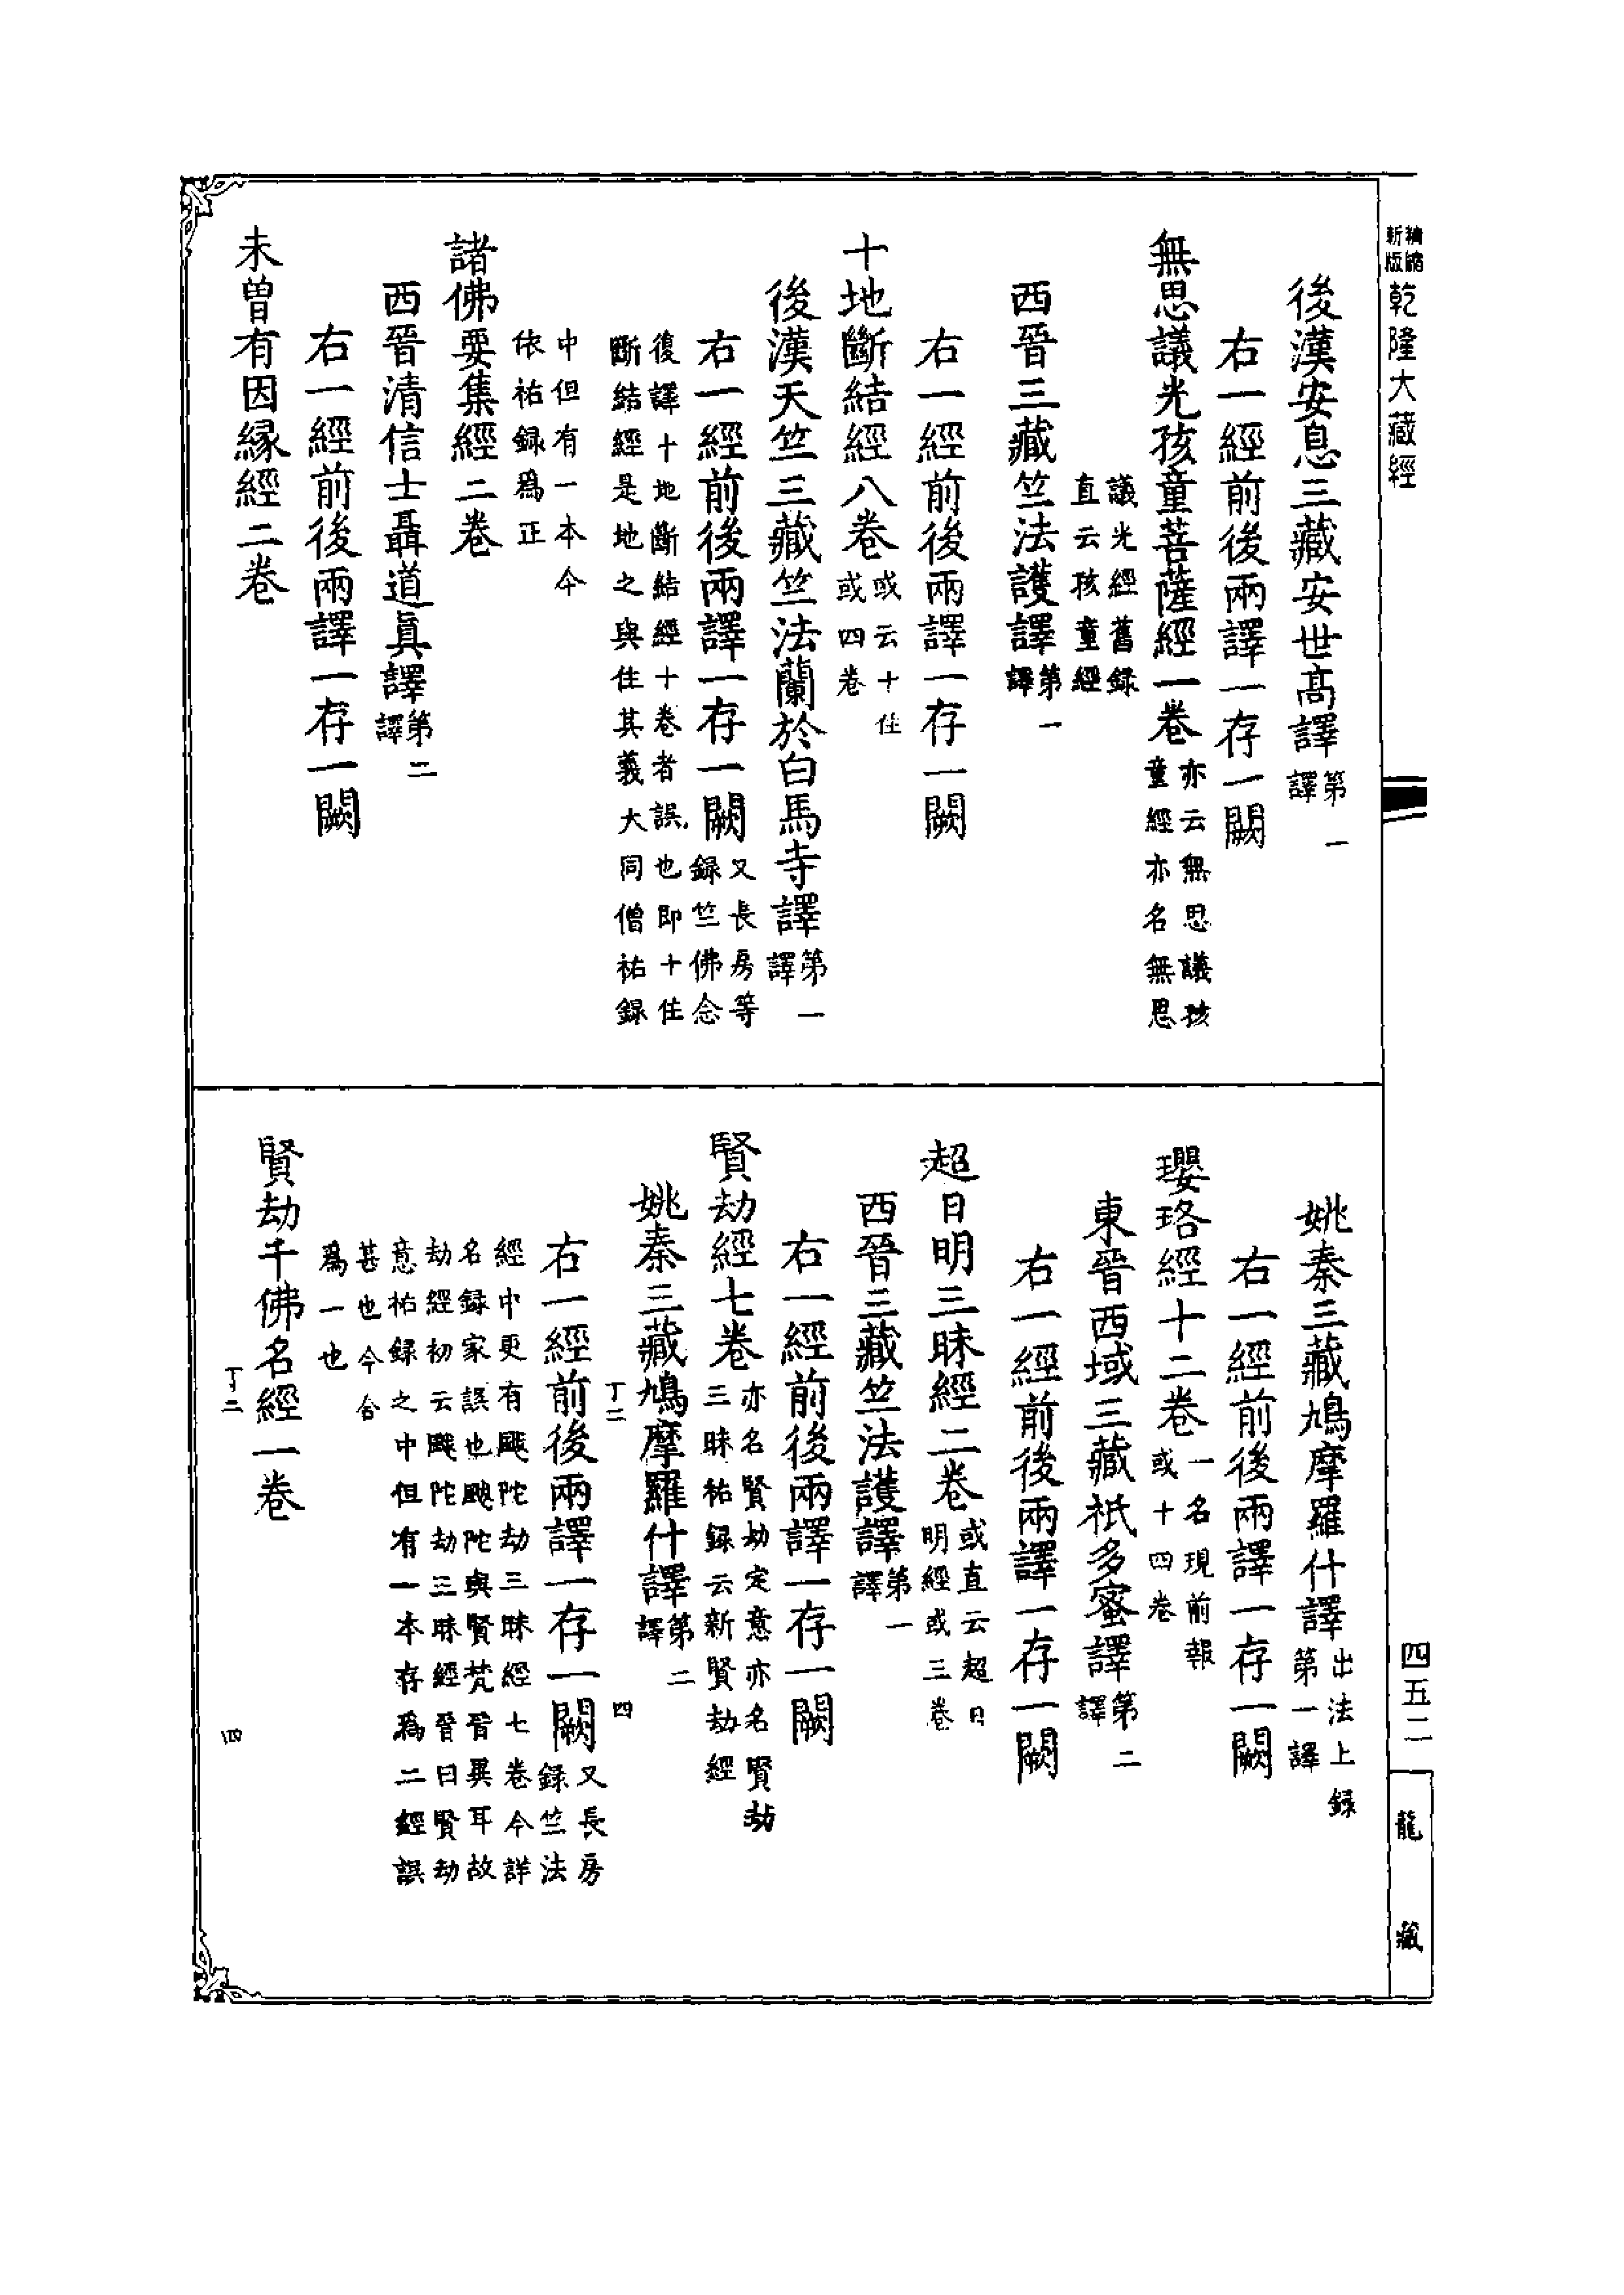 精縮
新版
乾隆大藏經
四五二
龍藏
後漢安息三藏安世高譯第一譯
右一經前後兩譯一存一闕
無思議光孩童菩薩經一卷亦云無思議孩童經亦名無思
議光經舊録直云孩童經
西晉三藏竺法護譯第一譯
右一經前後兩譯一存一闕
十地斷結經八卷或云十住或四卷
後漢天竺三藏竺法蘭於白馬寺譯第一譯
右一經前後兩譯一存一闕又長房等録竺佛念
復譯十地斷結經十卷者誤也即十住斷結經是地之與住其義大同僧祐録
中但有一本今依祐録爲正
諸佛要集經二卷
西晉清信士聶道真譯第二譯
右一經前後兩譯一存一闕
未曾有因緣經二卷
姚秦三藏鳩摩羅什譯出法上録第一譯
右一經前後兩譯一存一闕
瓔珞經十二卷一名現前報或十四卷
東晉西域三藏祇多蜜譯第二譯
右一經前後兩譯一存一闕
超日明三昧經二卷或直云超日明經或三卷
西晉三藏竺法護譯第一譯
右一經前後兩譯一存一闕
賢劫經七卷亦名賢劫定意亦名賢劫三昧祐録云新賢劫經
姚秦三藏鳩摩羅什譯第二譯
丁二 四
右一經前後兩譯一存一闕又長房録竺法
經中更有颰陀劫三昧經七卷今詳名録家誤也颰陀與賢梵晉異耳故
劫經初云颰陀劫三昧經晉曰賢劫意祐録之中但有一本存爲二經誤
甚也今合爲一也
賢劫千佛名經一卷
丁二 四